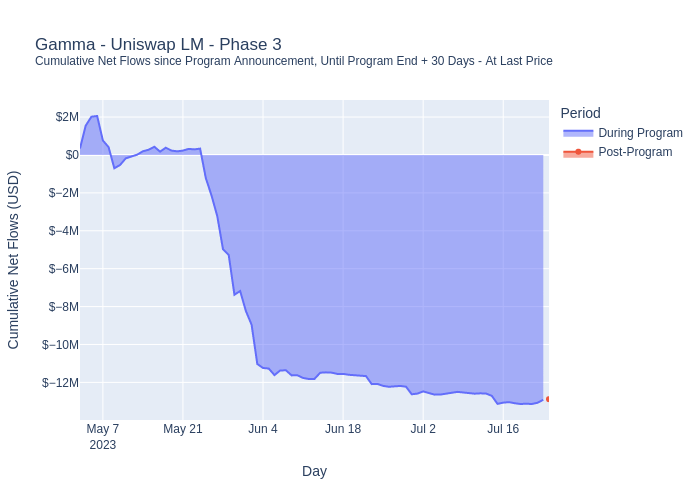 Gamma - Uniswap LM - Phase 3
Cumulative Net Flows since Program Announcement, Until Program End + 30 Days - At Last Price
Period
During Program
Post-Program
Cumulative Net Flows (USD)
$2M
$0
$−2M
$−4M
$−6M
$−8M
$−10M
$−12M
May 7
2023
May 21
Jun 4
Jun 18
Jul 2
Jul 16
Day